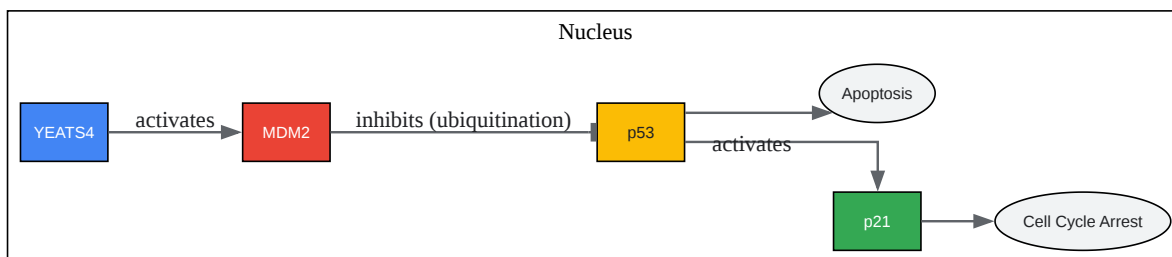 Nucleus
YEATS4
activates
MDM2
inhibits (ubiquitination)
p53
Apoptosis
activates
p21
Cell Cycle Arrest